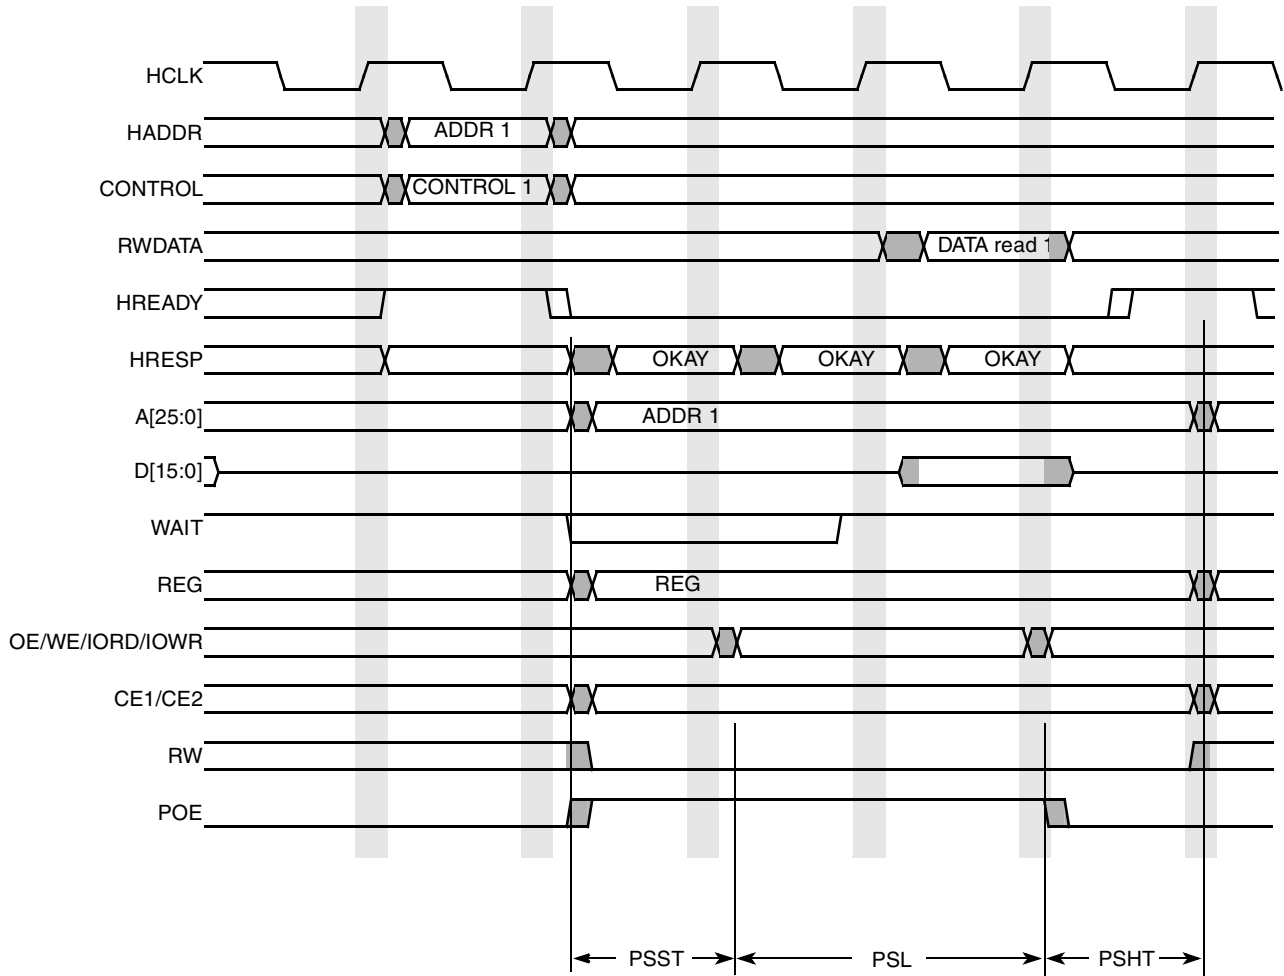 HCLK
HADDR ADDR 1
CONTROL CONTROL 1
RWDATA DATA read 1
HREADY
HRESP OKAY OKAY OKAY
A[25:0] ADDR 1
D[15:0]
WAIT
REG REG
OE/WE/IORD/IOWR
CE1/CE2
RW
POE
PSST PSL PSHT